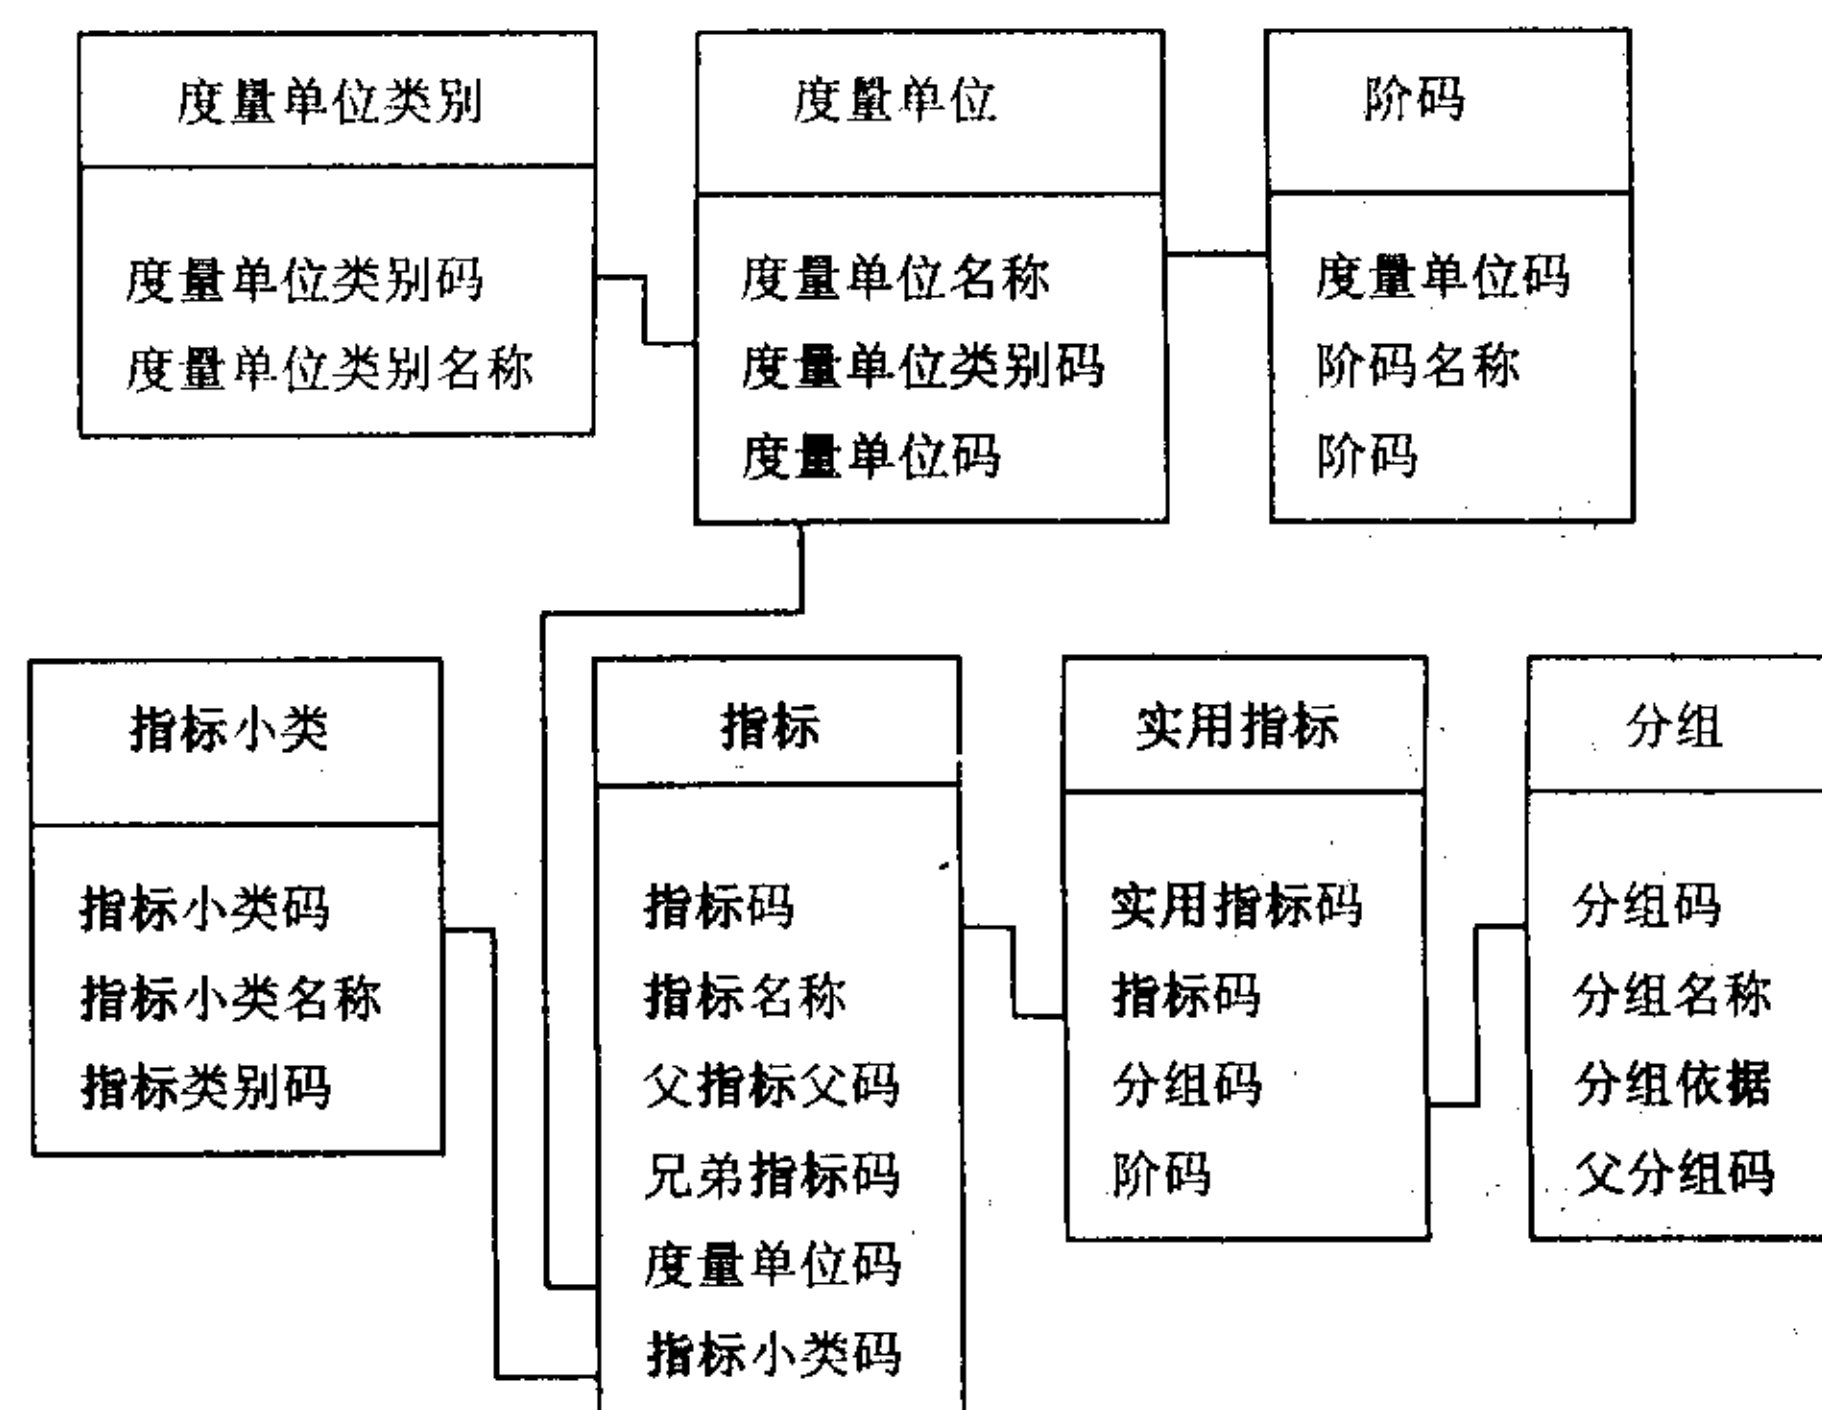 度量单位类别
度量单位类别码
度量单位类别名称
度量单位
度量单位名称
度量单位类别码
度量单位码
阶码
度量单位码
阶码名称
阶码
指标小类
指标小类码
指标小类名称
指标类别码
指标
指标码
指标名称
父指标父码
兄弟指标码
度量单位码
指标小类码
实用指标
实用指标码
指标码
分组码
阶码
分组
分组码
分组名称
分组依据
父分组码